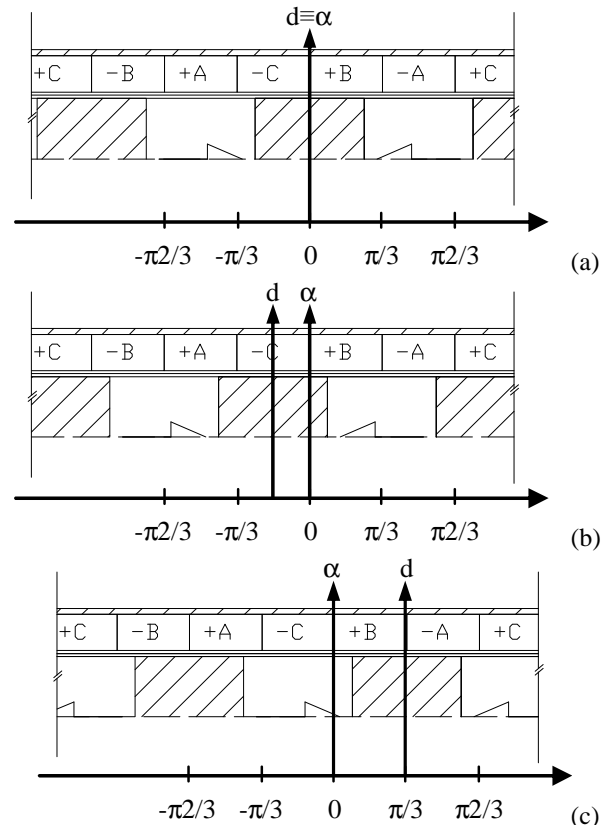 d≡α
+C −B +A −C +B −A +C
-π2/3 -π/3 0 π/3 π2/3
(a)
d α
+C −B +A −C +B −A +C
-π2/3 -π/3 0 π/3 π2/3
(b)
α d
+C −B +A −C +B −A +C
-π2/3 -π/3 0 π/3 π2/3
(c)